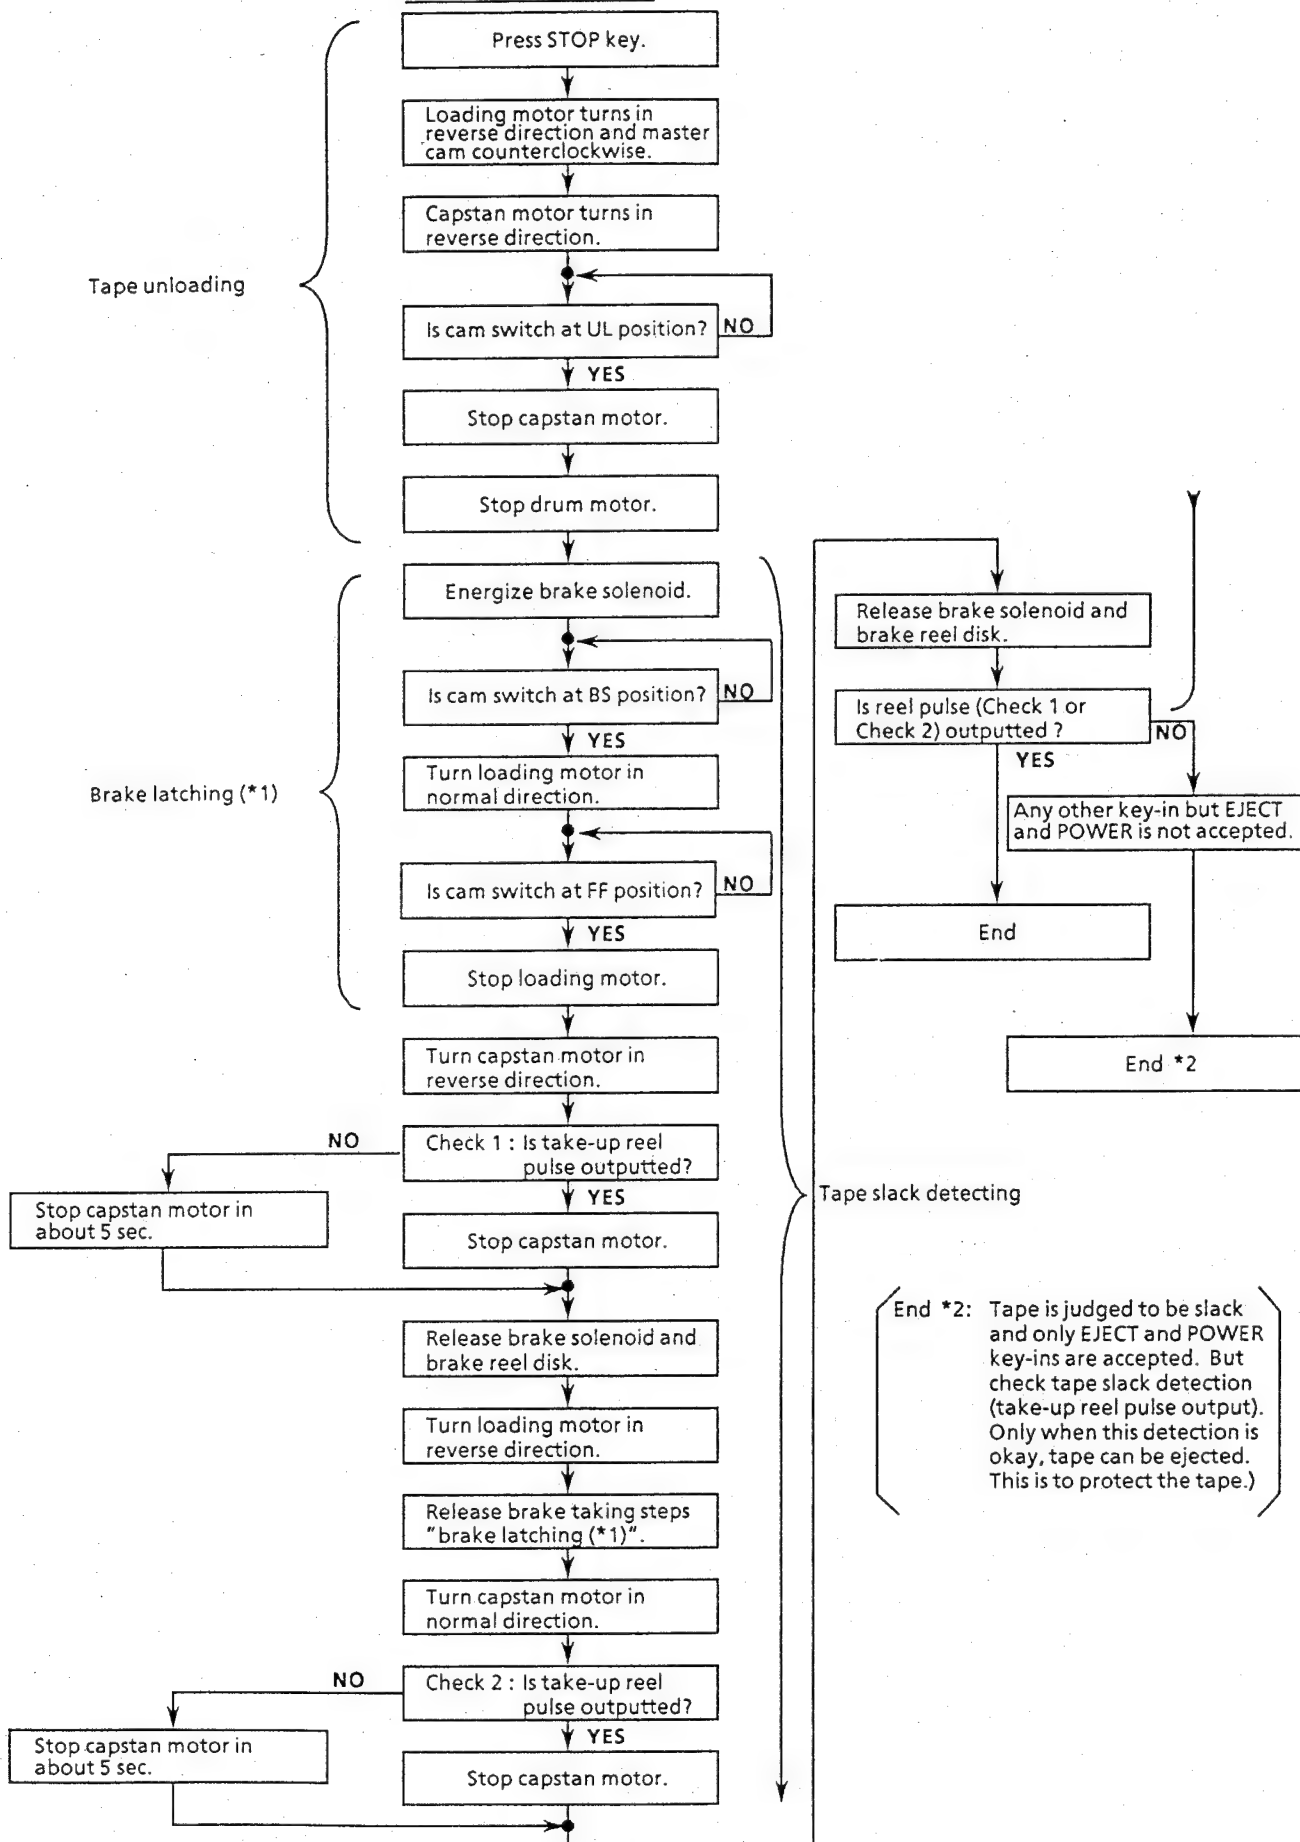 Press STOP key.
Loading motor turns in
reverse direction and master
cam counterclockwise.
Capstan motor turns in
reverse direction.
Tape unloading
Is cam switch at UL position?
NO
YES
Stop capstan motor.
Stop drum motor.
Energize brake solenoid.
Is cam switch at BS position?
NO
YES
Turn loading motor in
normal direction.
Brake latching (*1)
Is cam switch at FF position?
NO
YES
Stop loading motor.
Turn capstan motor in
reverse direction.
NO
Check 1 : Is take-up reel
pulse outputted?
YES
Stop capstan motor in
about 5 sec.
Stop capstan motor.
Release brake solenoid and
brake reel disk.
Turn loading motor in
reverse direction.
Release brake taking steps
"brake latching (*1)".
Turn capstan motor in
normal direction.
NO
Check 2 : Is take-up reel
pulse outputted?
YES
Stop capstan motor in
about 5 sec.
Stop capstan motor.
Tape slack detecting
Release brake solenoid and
brake reel disk.
Is reel pulse (Check 1 or
Check 2) outputted ?
NO
YES
Any other key-in but EJECT
and POWER is not accepted.
End
End *2
End *2: Tape is judged to be slack
and only EJECT and POWER
key-ins are accepted. But
check tape slack detection
(take-up reel pulse output).
Only when this detection is
okay, tape can be ejected.
This is to protect the tape.)